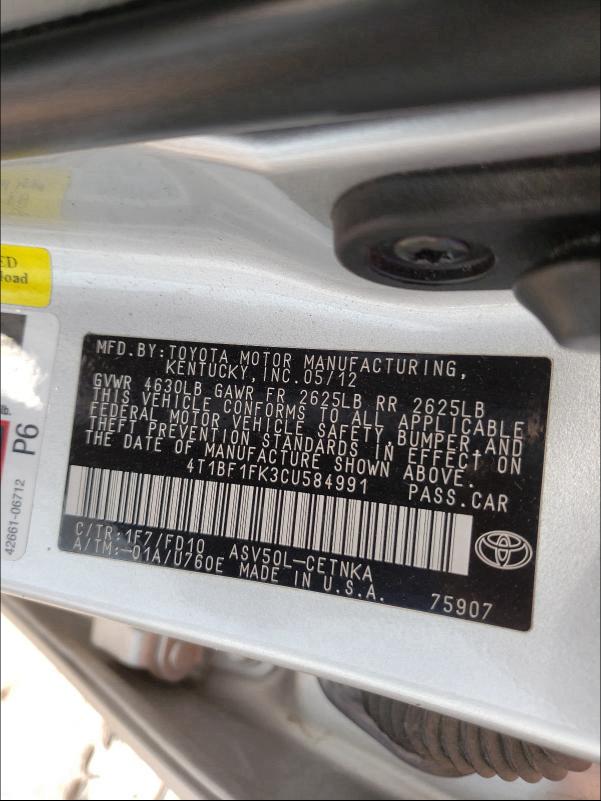 ED
load
lb.
P6
42661-06712
MFD.BY:TOYOTA MOTOR MANUFACTURING,
KENTUCKY, INC. 05/12
GVWR 4630LB GAWR FR 2625LB RR 2625LB
THIS VEHICLE CONFORMS TO ALL APPLICABLE
FEDERAL MOTOR VEHICLE SAFETY, BUMPER, AND
THEFT PREVENTION STANDARDS IN EFFECT ON
THE DATE OF MANUFACTURE SHOWN ABOVE.
4T1BF1FK3CU584991 PASS.CAR
C/TR:1F7/FD10 ASV50L-CETNKA
A/TM:-01A/U760E MADE IN U.S.A. 75907